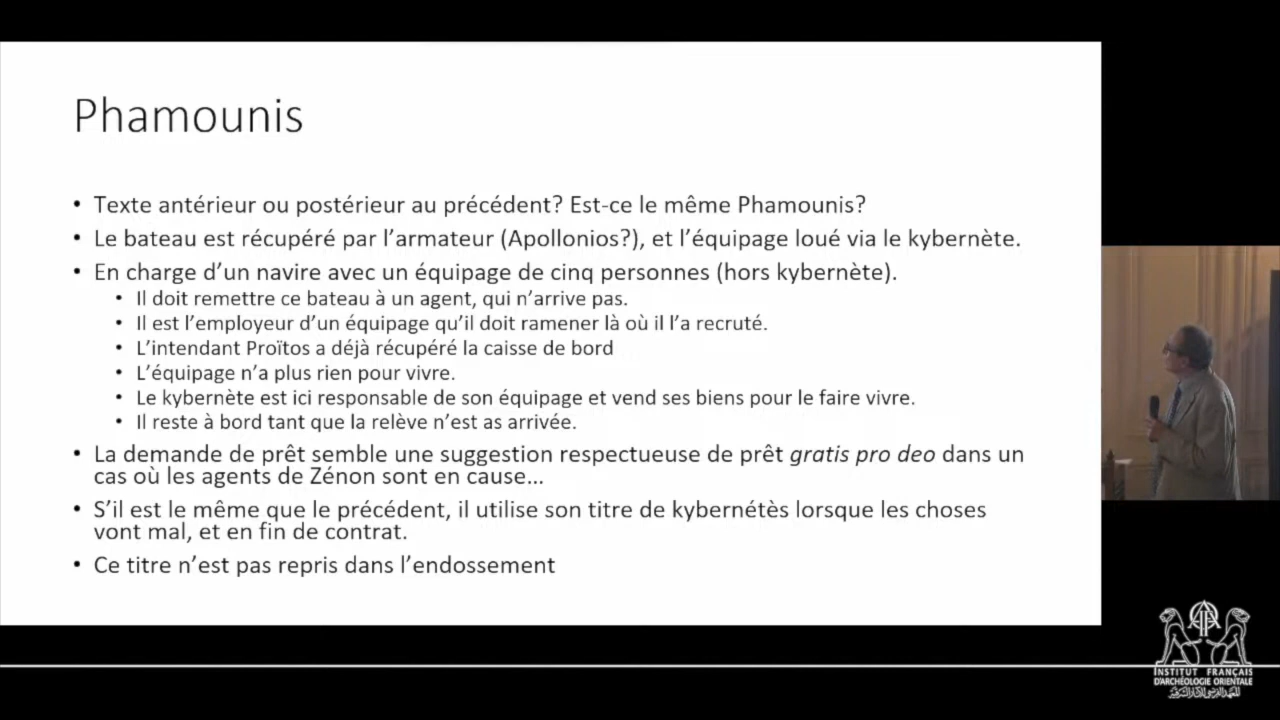 Phamounis
• Texte antérieur ou postérieur au précédent? Est-ce le même Phamounis?
• Le bateau est récupéré par l’armateur (Apollonios?), et l’équipage loué via le kybernète.
• En charge d’un navire avec un équipage de cinq personnes (hors kybernète).
• Il doit remettre ce bateau à un agent, qui n’arrive pas.
• Il est l’employeur d’un équipage qu’il doit ramener là où il l’a recruté.
• L’intendant Proïtos a déjà récupéré la caisse de bord
• L’équipage n’a plus rien pour vivre.
• Le kybernète est ici responsable de son équipage et vend ses biens pour le faire vivre.
• Il reste à bord tant que la relève n’est as arrivée.
• La demande de prêt semble une suggestion respectueuse de prêt gratis pro deo dans un
cas où les agents de Zénon sont en cause...
• S’il est le même que le précédent, il utilise son titre de kybernétès lorsque les choses
vont mal, et en fin de contrat.
• Ce titre n’est pas repris dans l’endossement
INSTITUT FRANÇAIS
D’ARCHÉOLOGIE ORIENTALE